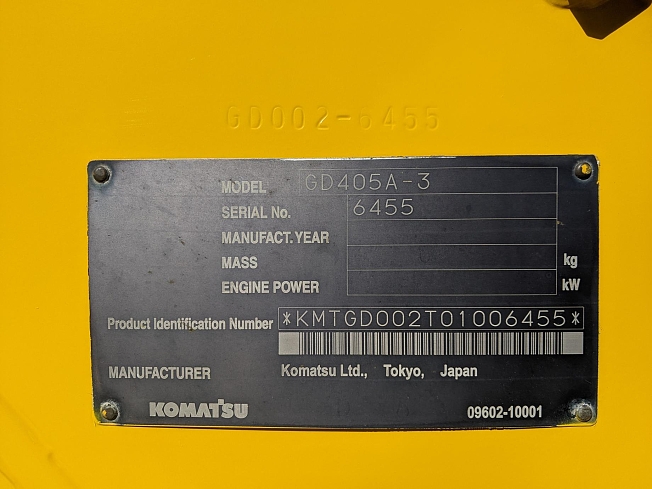 GD002-6455
MODEL GD405A-3
SERIAL No. 6455
MANUFACT. YEAR
MASS kg
ENGINE POWER kW
Product Identification Number *KMTGD002T01006455*
MANUFACTURER Komatsu Ltd., Tokyo, Japan
KOMATSU 09602-10001